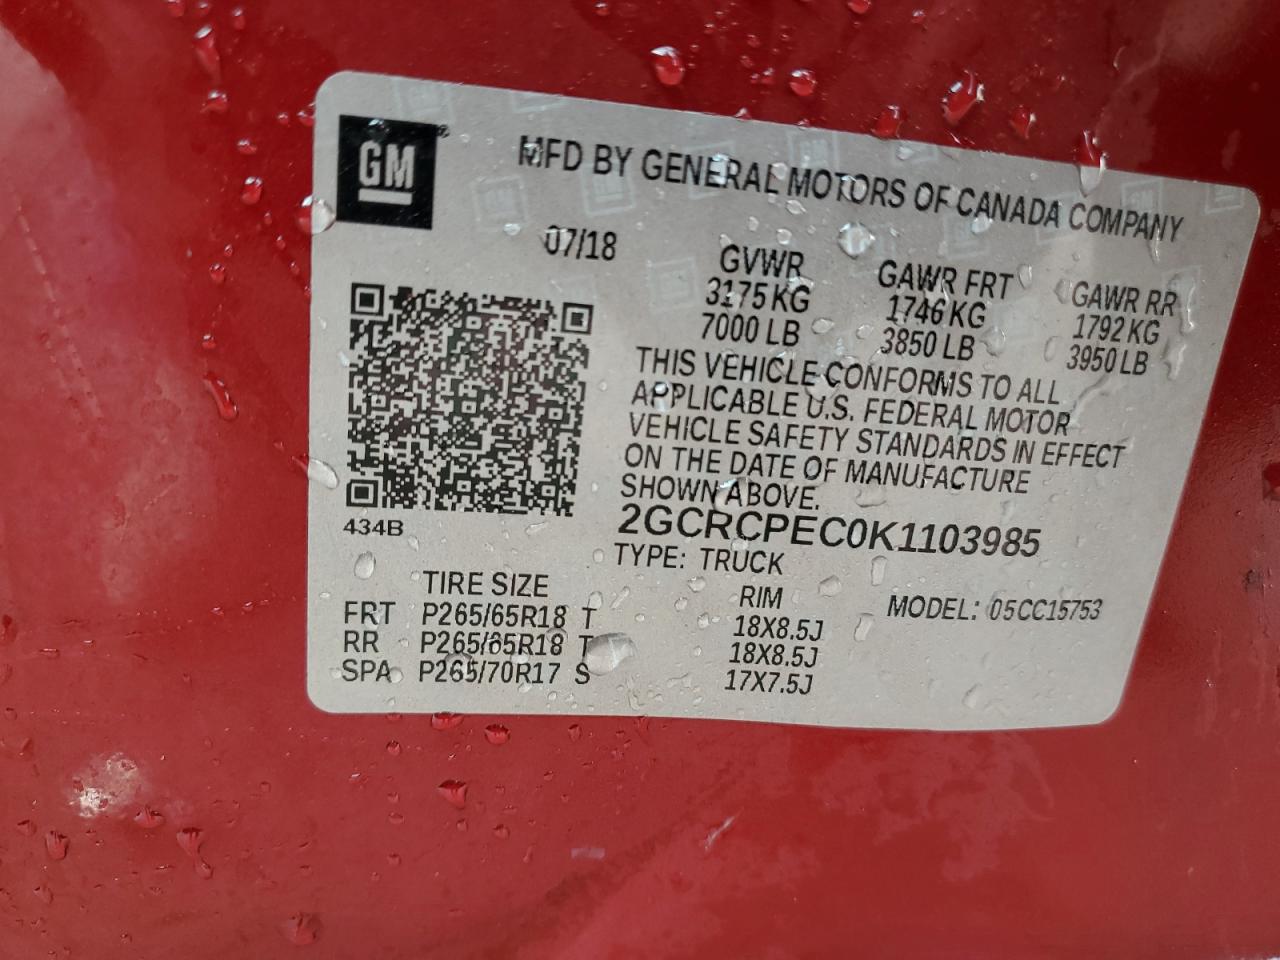 GM
MFD BY GENERAL MOTORS OF CANADA COMPANY
07/18
GVWR
3175 KG
7000 LB
GAWR FRT
1746 KG
3850 LB
GAWR RR
1792 KG
3950 LB
THIS VEHICLE CONFORMS TO ALL
APPLICABLE U.S. FEDERAL MOTOR
VEHICLE SAFETY STANDARDS IN EFFECT
ON THE DATE OF MANUFACTURE
SHOWN ABOVE.
2GCRCPEC0K1103985
434B
TYPE: TRUCK
MODEL: 05CC15753
TIRE SIZE RIM
FRT P265/65R18 T 18X8.5J
RR P265/65R18 T 18X8.5J
SPA P265/70R17 S 17X7.5J